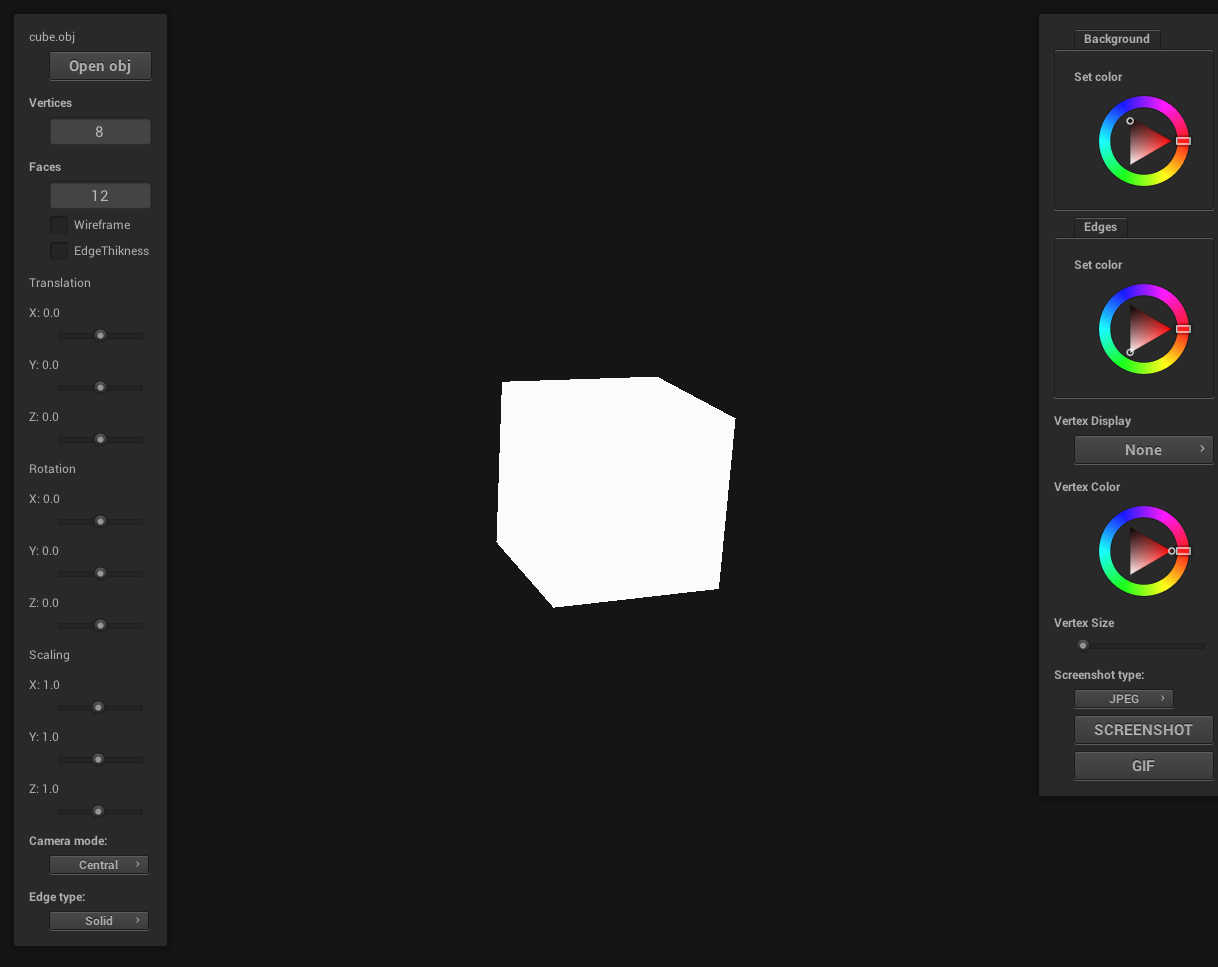 cube.obj
Open obj
Vertices
8
Faces
12
Wireframe
EdgeThikness
Translation
X: 0.0
Y: 0.0
Z: 0.0
Rotation
X: 0.0
Y: 0.0
Z: 0.0
Scaling
X: 1.0
Y: 1.0
Z: 1.0
Camera mode:
Central
Edge type:
Solid
Background
Set color
Edges
Set color
Vertex Display
None
Vertex Color
Vertex Size
Screenshot type:
JPEG
SCREENSHOT
GIF